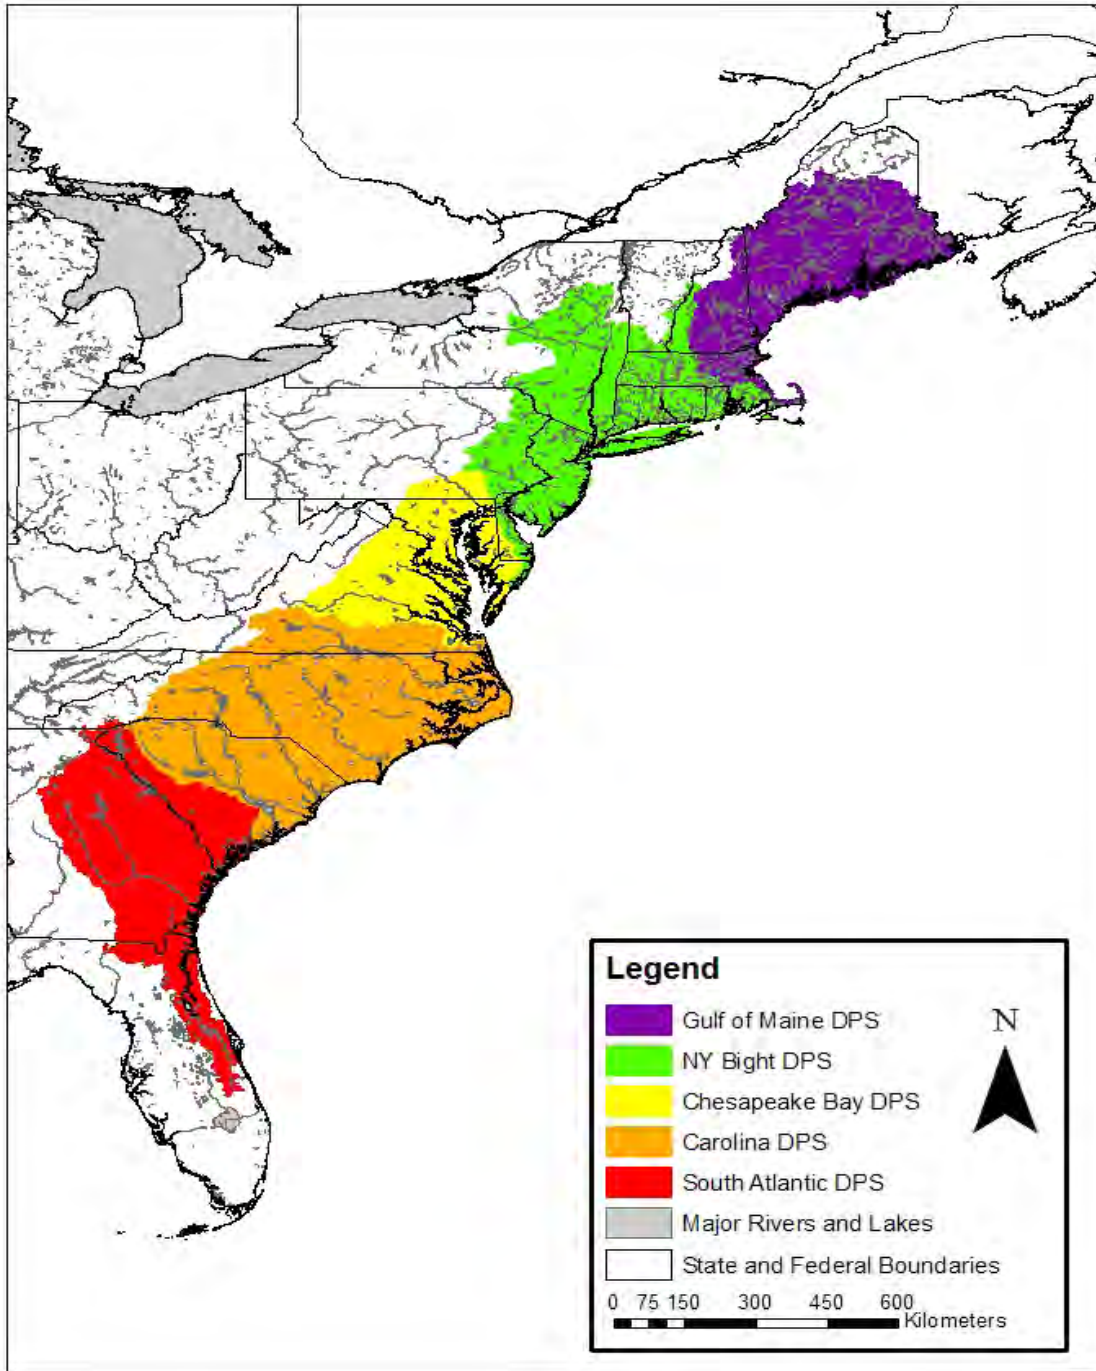 Legend
N
Gulf of Maine DPS
NY Bight DPS
Chesapeake Bay DPS
Carolina DPS
South Atlantic DPS
Major Rivers and Lakes
State and Federal Boundaries
0 75 150 300 450 600
Kilometers